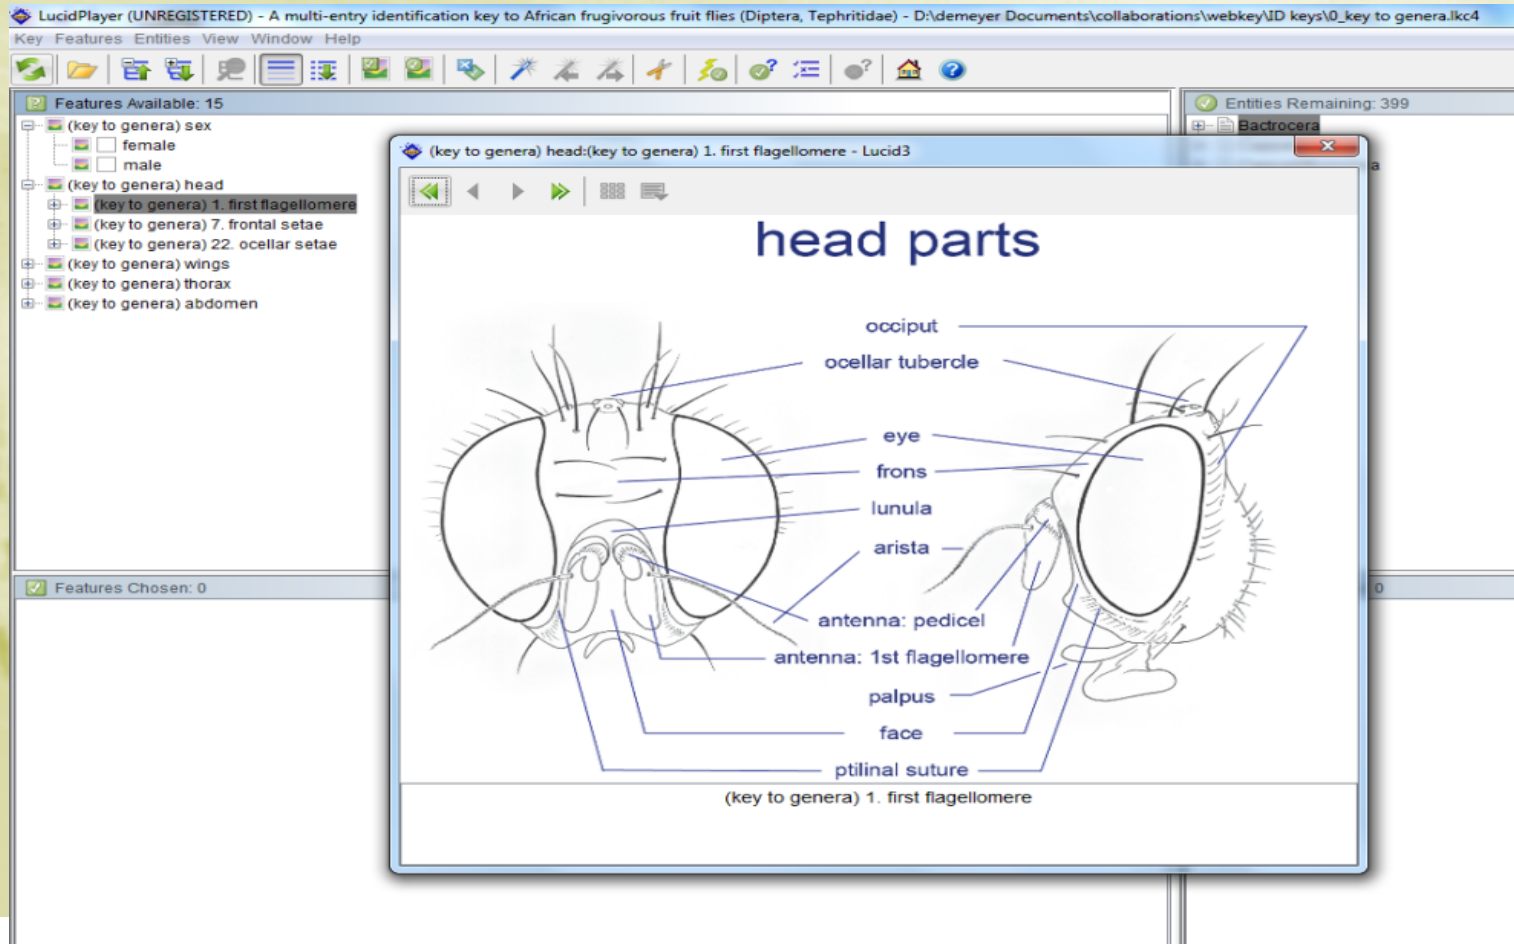 LucidPlayer (UNREGISTERED) - A multi-entry identification key to African frugivorous fruit flies (Diptera, Tephritidae) - D:\demeyer Documents\collaborations\webkey\ID keys\0_key to genera.lkc4
Key Features Entities View Window Help
Features Available: 15
(key to genera) sex
female
male
(key to genera) head
(key to genera) 1. first flagellomere
(key to genera) 7. frontal setae
(key to genera) 22. ocellar setae
(key to genera) wings
(key to genera) thorax
(key to genera) abdomen
Entities Remaining: 399
Bactrocera
a
(key to genera) head:(key to genera) 1. first flagellomere - Lucid3
head parts
occiput
ocellar tubercle
eye
frons
lunula
arista
antenna: pedicel
antenna: 1st flagellomere
palpus
face
ptilinal suture
(key to genera) 1. first flagellomere
Features Chosen: 0
0